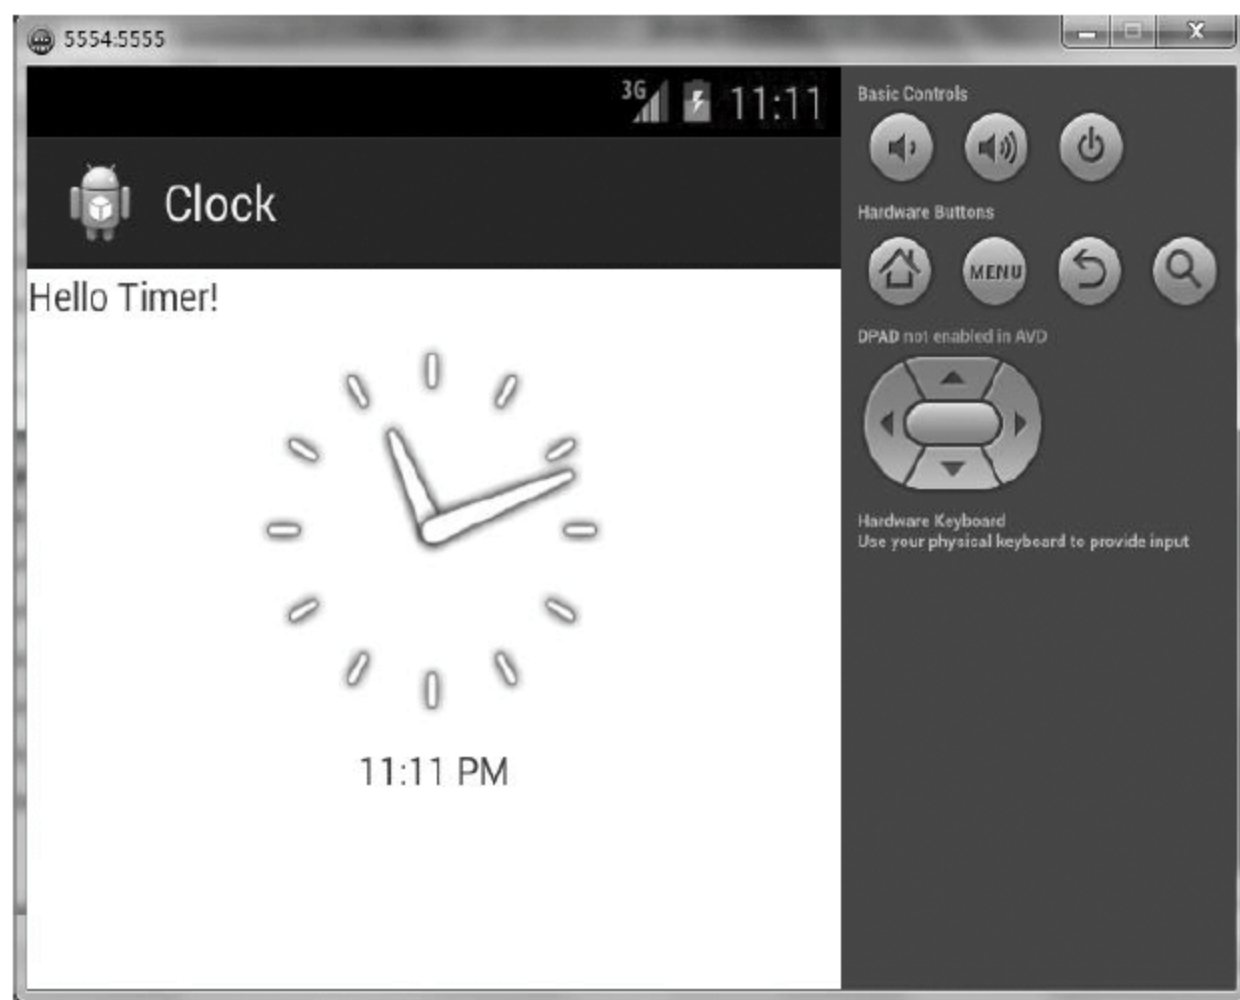 5554:5555
3G 11:11
Clock
Hello Timer!
11:11 PM
Basic Controls
Hardware Buttons
MENU
DPAD not enabled in AVD
Hardware Keyboard
Use your physical keyboard to provide input